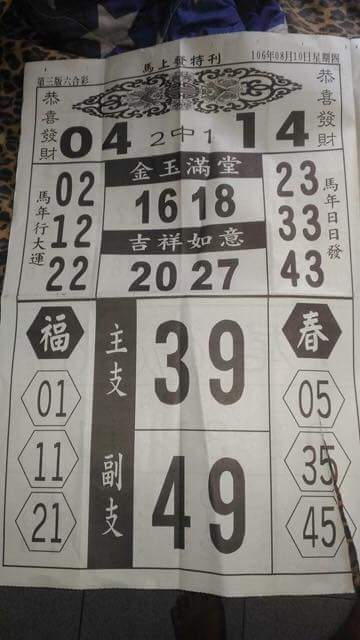 馬上發特刊
第三版六合彩
106年08月10日星期四
恭喜發財
04
2中1
14
恭喜發財
馬年行大運
02
12
22
金玉滿堂
16 18
吉祥如意
20 27
23
33
43
馬年日日發
福
01
11
21
主支
39
副支
49
春
05
35
45